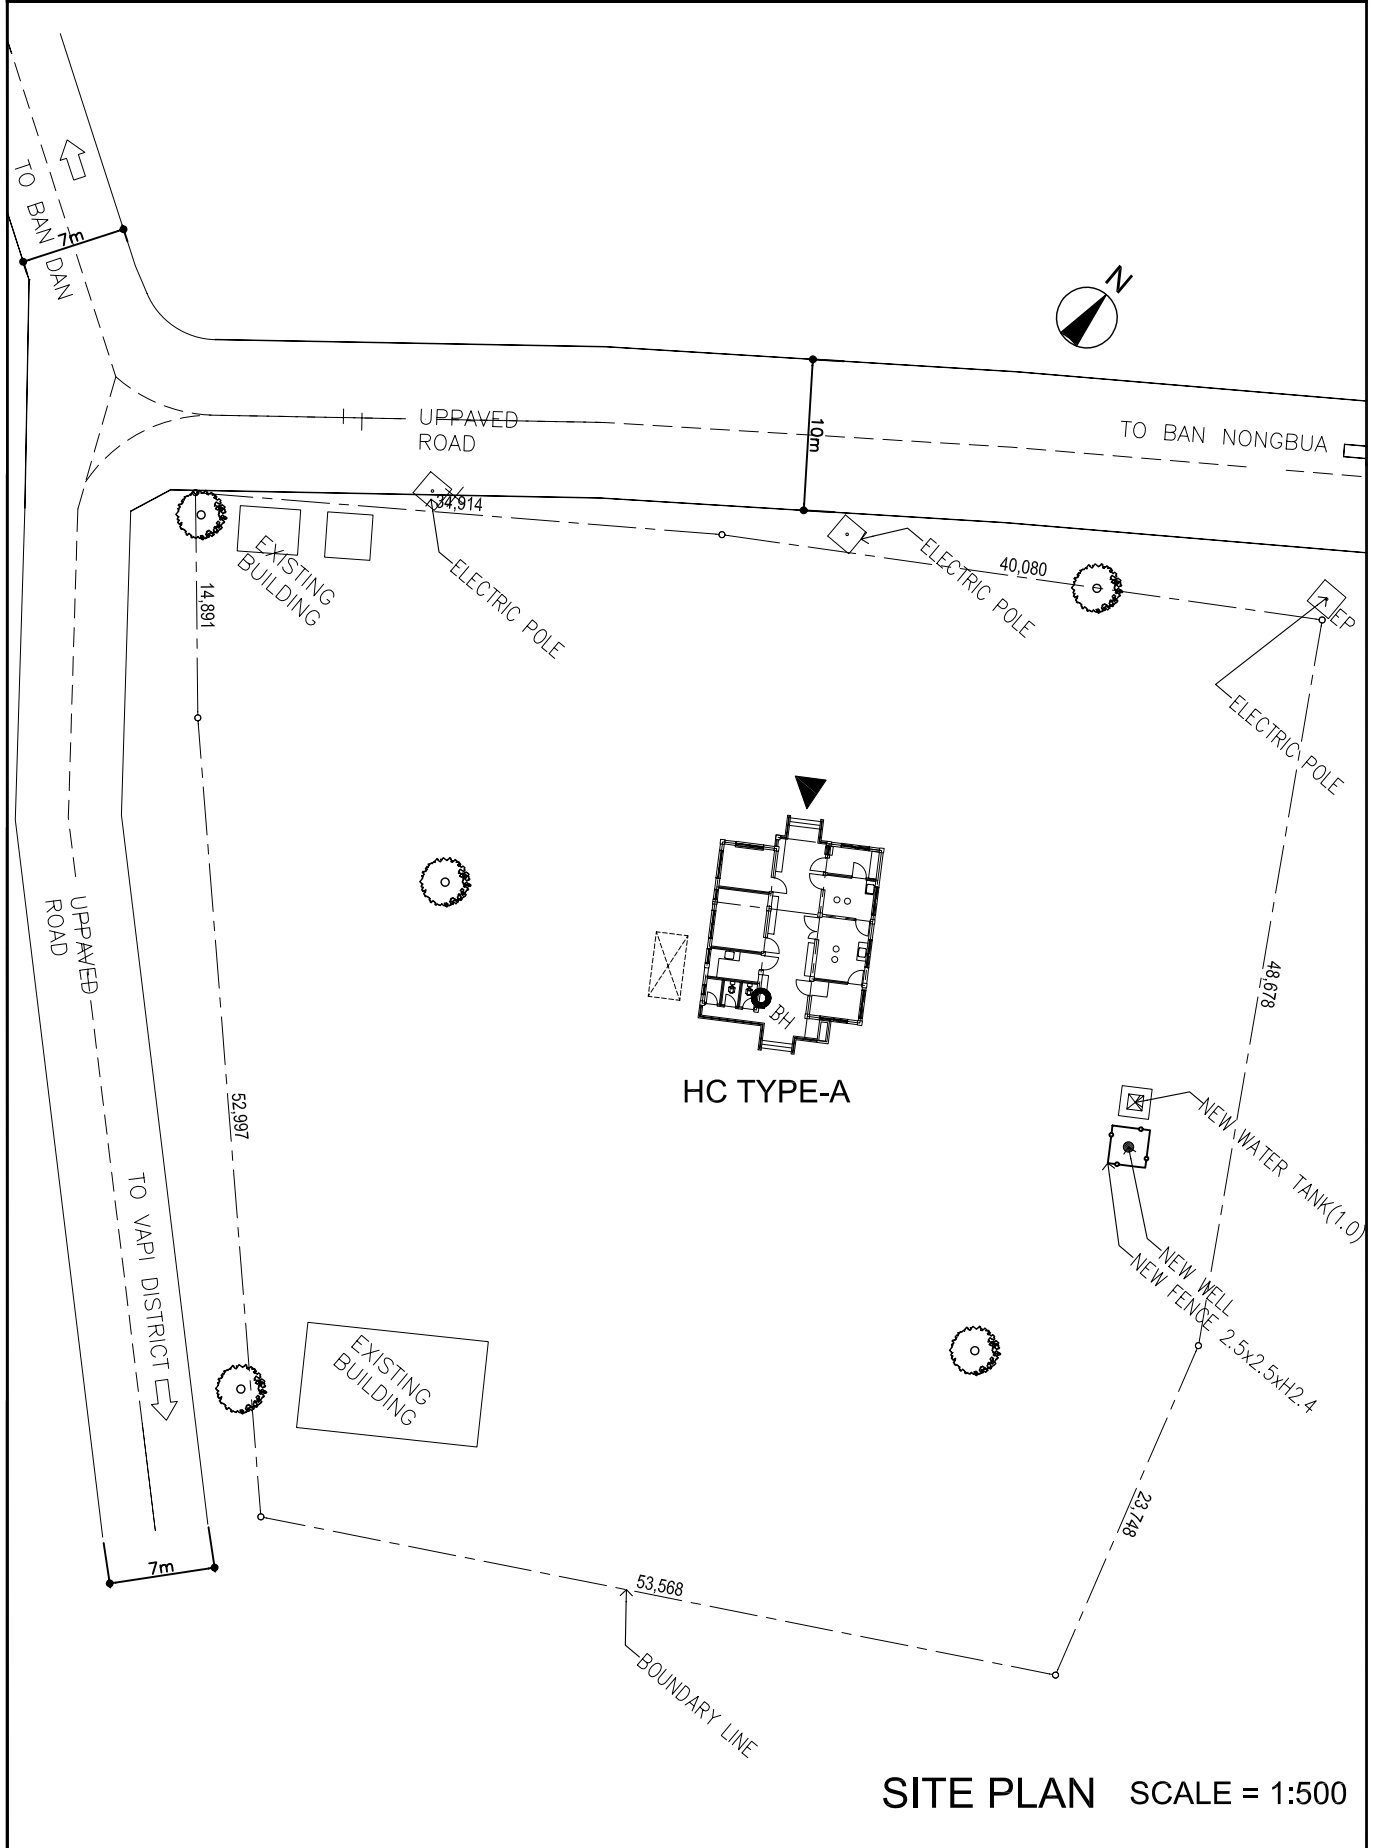 TO BAN DAN
7m
N
UPPAVED
ROAD
10m
TO BAN NONGBUA
34,914
EXISTING
BUILDING
ELECTRIC POLE
ELECTRIC POLE
40,080
EP
ELECTRIC POLE
14,891
UPPAVED
ROAD
BH
HC TYPE-A
48,678
52,997
NEW WATER TANK(1.0)
NEW WELL
NEW FENCE 2.5x2.5xH2.4
TO VAPI DISTRICT
EXISTING
BUILDING
23,748
7m
53,568
BOUNDARY LINE
SITE PLAN SCALE = 1:500